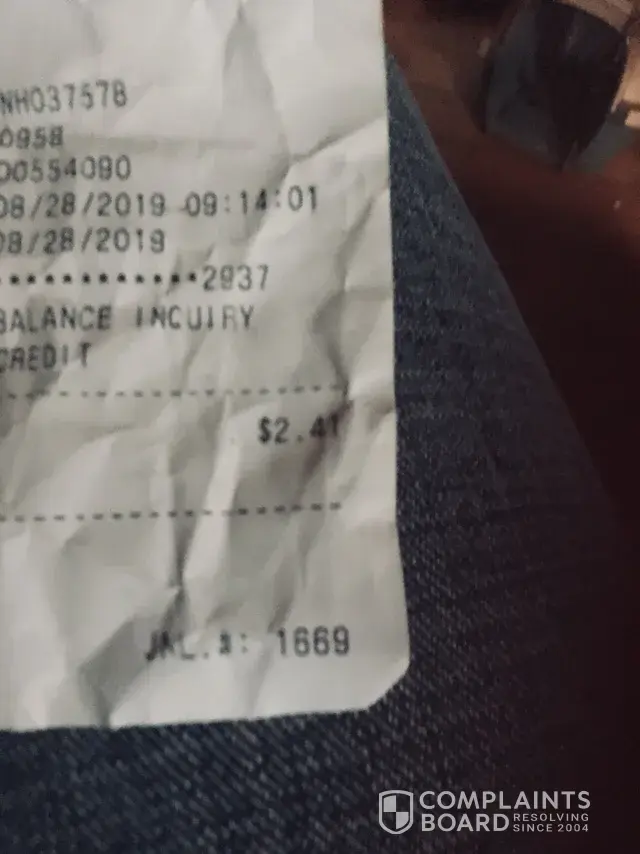 NH037578
0958
00554090
08/28/2019 09:14:01
08/28/2019
••••••••••••2937
BALANCE INCUIRY
CREDIT
$2.41
JNL.#: 1669
COMPLAINTS
BOARD RESOLVING
SINCE 2004